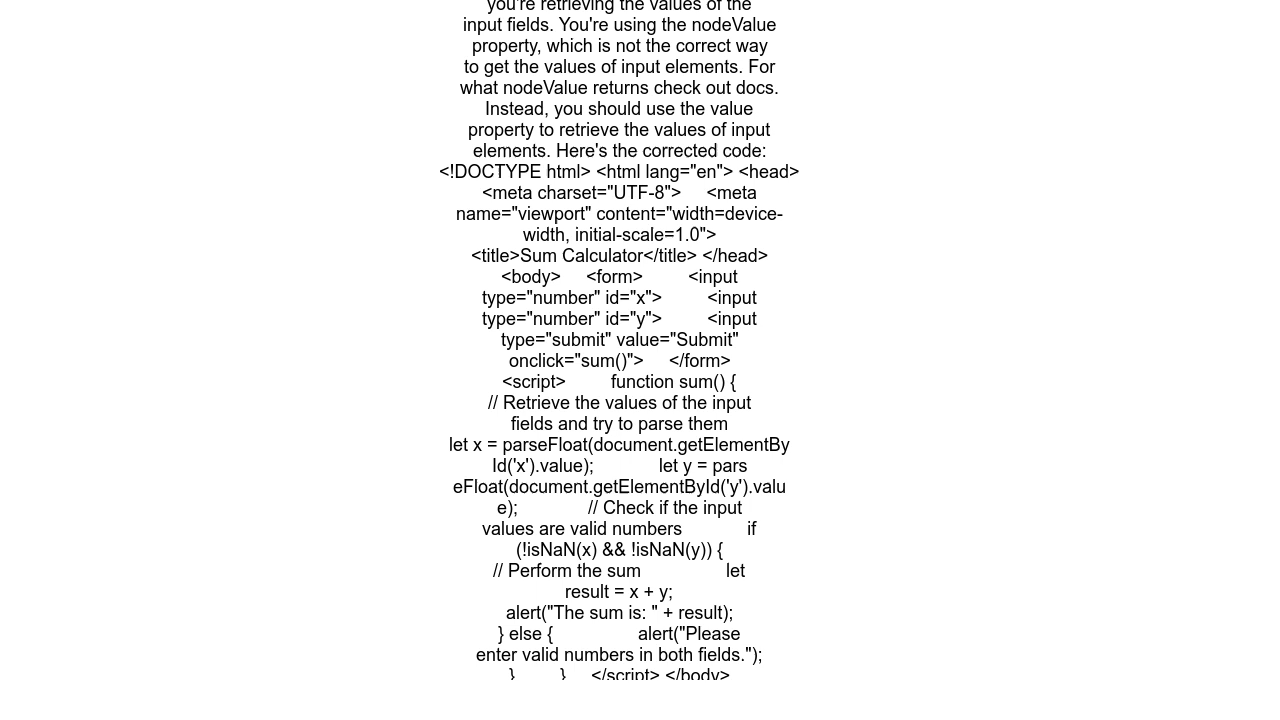 you're retrieving the values of the
input fields. You're using the nodeValue
property, which is not the correct way
to get the values of input elements. For
what nodeValue returns check out docs.
Instead, you should use the value
property to retrieve the values of input
elements. Here's the corrected code:
<!DOCTYPE html> <html lang="en"> <head>
<meta charset="UTF-8">     <meta
name="viewport" content="width=device-
width, initial-scale=1.0">
<title>Sum Calculator</title> </head>
<body>     <form>         <input
type="number" id="x">         <input
type="number" id="y">         <input
type="submit" value="Submit"
onclick="sum()">     </form>
<script>         function sum() {
// Retrieve the values of the input
fields and try to parse them
let x = parseFloat(document.getElementBy
Id('x').value);             let y = pars
eFloat(document.getElementById('y').valu
e);              // Check if the input
values are valid numbers             if
(!isNaN(x) && !isNaN(y)) {
// Perform the sum                 let
result = x + y;
alert("The sum is: " + result);
} else {                 alert("Please
enter valid numbers in both fields.");
}         }     </script> </body>